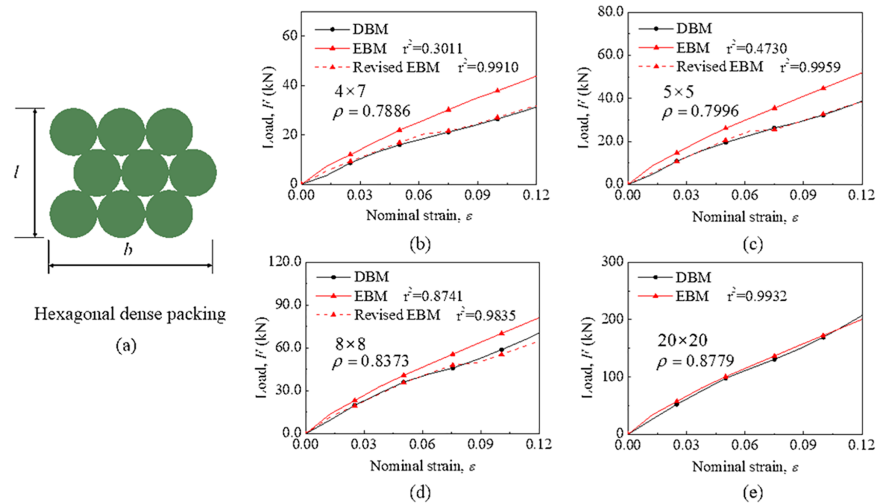 (a)
l
b
Hexagonal dense packing
60
40
20
0
Load, F (kN)
DBM
EBM r²=0.3011
Revised EBM r²=0.9910
4×7
ρ=0.7886
0.00 0.03 0.06 0.09 0.12
Nominal strain, ε
(b)
80.0
60.0
40.0
20.0
0.0
Load, F (kN)
DBM
EBM r²=0.4730
Revised EBM r²=0.9959
5×5
ρ=0.7996
0.00 0.03 0.06 0.09 0.12
Nominal strain, ε
(c)
120.0
90.0
60.0
30.0
0.0
Load, F (kN)
DBM
EBM r²=0.8741
Revised EBM r²=0.9835
8×8
ρ=0.8373
0.00 0.03 0.06 0.09 0.12
Nominal strain, ε
(d)
300
200
100
0
Load, F (kN)
DBM
EBM r²=0.9932
20×20
ρ=0.8779
0.00 0.03 0.06 0.09 0.12
Nominal strain, ε
(e)